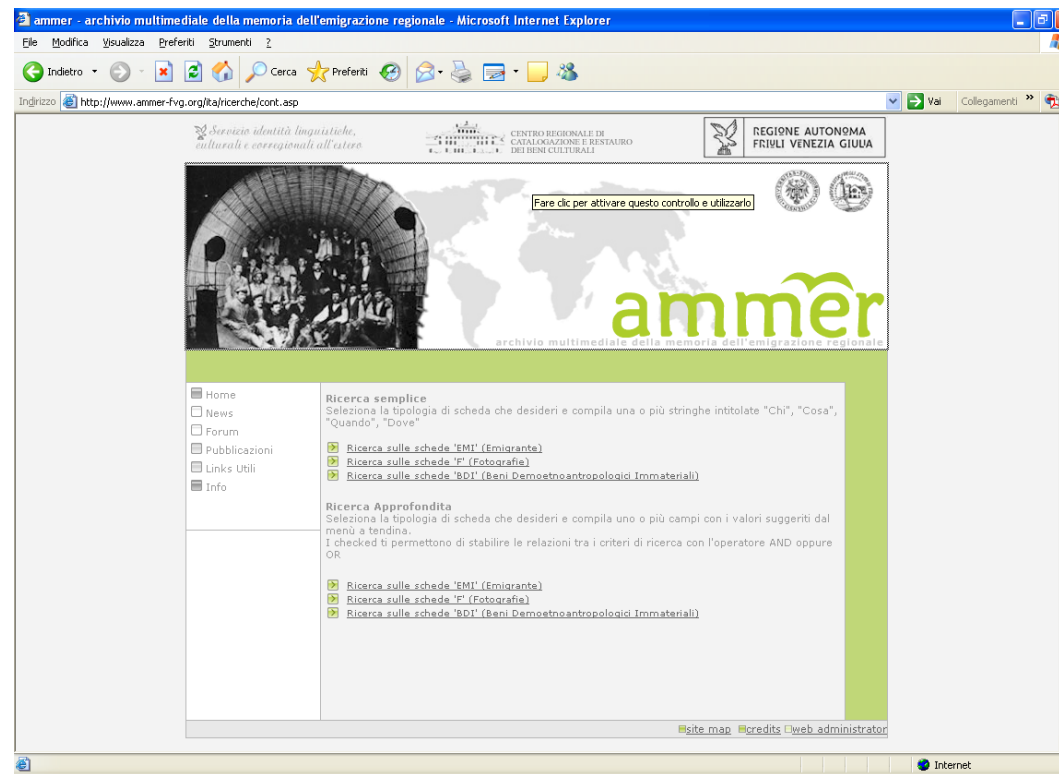 ammer - archivio multimediale della memoria dell'emigrazione regionale - Microsoft Internet Explorer
File Modifica Visualizza Preferiti Strumenti ?
Indietro Cerca Preferiti
Indirizzo http://www.ammer-fvg.org/ita/ricerche/cont.asp Vai Collegamenti »
Servizio identità linguistiche,
culturali e corregionali all'estero
CENTRO REGIONALE DI
CATALOGAZIONE E RESTAURO
DEI BENI CULTURALI
REGIONE AUTONOMA
FRIULI VENEZIA GIULIA
Fare clic per attivare questo controllo e utilizzarlo
ammer
archivio multimediale della memoria dell'emigrazione regionale
Home
News
Forum
Pubblicazioni
Links Utili
Info
Ricerca semplice
Seleziona la tipologia di scheda che desideri e compila una o più stringhe intitolate "Chi", "Cosa",
"Quando", "Dove"
Ricerca sulle schede 'EMI' (Emigrante)
Ricerca sulle schede 'F' (Fotografie)
Ricerca sulle schede 'BDI' (Beni Demoetnoantropologici Immateriali)
Ricerca Approfondita
Seleziona la tipologia di scheda che desideri e compila uno o più campi con i valori suggeriti dal
menù a tendina.
I checked ti permettono di stabilire le relazioni tra i criteri di ricerca con l'operatore AND oppure
OR
Ricerca sulle schede 'EMI' (Emigrante)
Ricerca sulle schede 'F' (Fotografie)
Ricerca sulle schede 'BDI' (Beni Demoetnoantropologici Immateriali)
site map credits web administrator
Internet